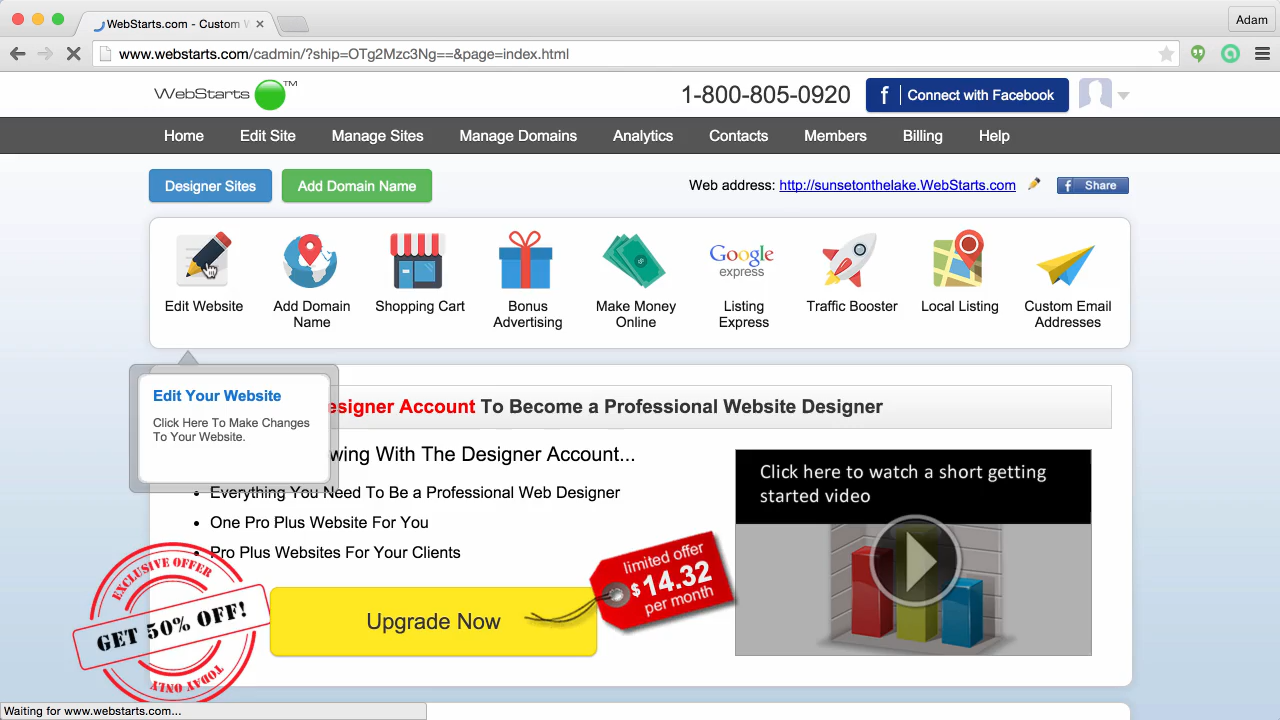 WebStarts.com - Custom W
Adam
www.webstarts.com/cadmin/?ship=OTg2Mzc3Ng==&page=index.html
WebStarts TM
1-800-805-0920
f Connect with Facebook
Home Edit Site Manage Sites Manage Domains Analytics Contacts Members Billing Help
Designer Sites
Add Domain Name
Web address: http://sunsetonthelake.WebStarts.com
f Share
Edit Website
Add Domain
Name
Shopping Cart
Bonus
Advertising
Make Money
Online
Google
express
Listing
Express
Traffic Booster
Local Listing
Custom Email
Addresses
Edit Your Website
Click Here To Make Changes
To Your Website.
esigner Account To Become a Professional Website Designer
wing With The Designer Account...
• Everything You Need To Be a Professional Web Designer
• One Pro Plus Website For You
• Pro Plus Websites For Your Clients
Upgrade Now
limited offer
$14.32
per month
Click here to watch a short getting
started video
EXCLUSIVE OFFER
GET 50% OFF!
TODAY ONLY
Waiting for www.webstarts.com...